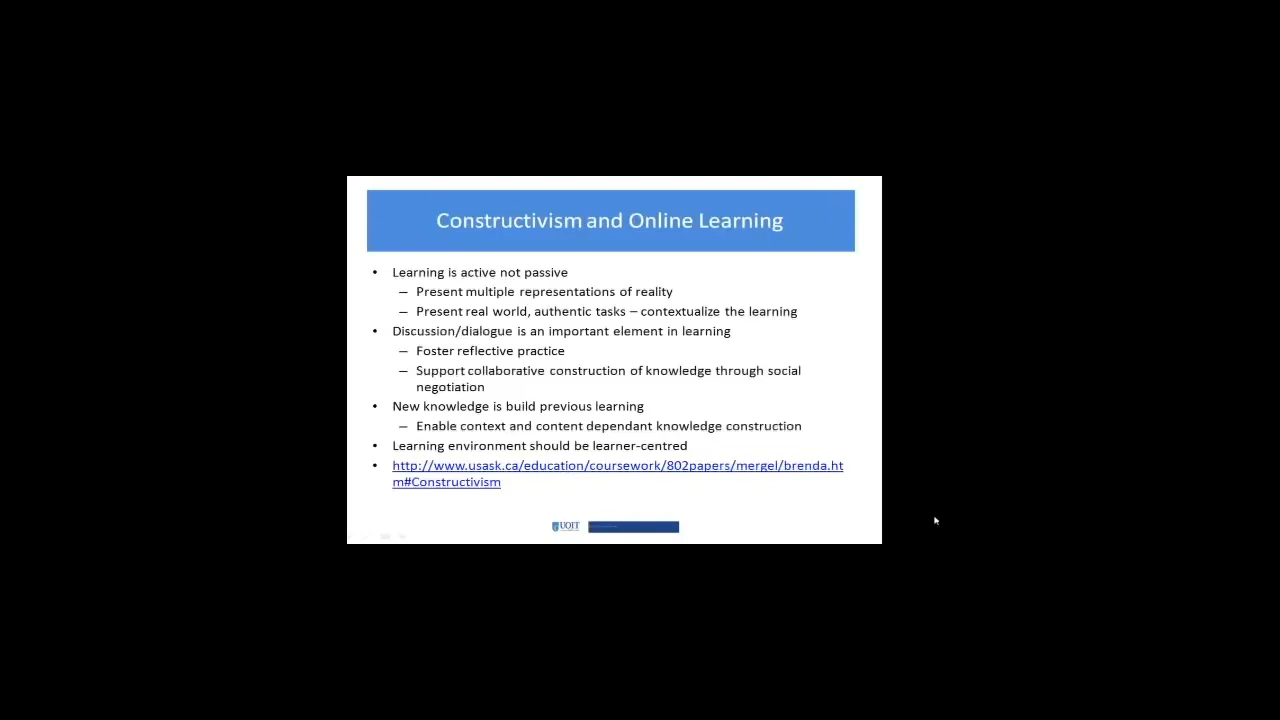 Constructivism and Online Learning
• Learning is active not passive
– Present multiple representations of reality
– Present real world, authentic tasks – contextualize the learning
• Discussion/dialogue is an important element in learning
– Foster reflective practice
– Support collaborative construction of knowledge through social
negotiation
• New knowledge is build previous learning
– Enable context and content dependant knowledge construction
• Learning environment should be learner-centred
• http://www.usask.ca/education/coursework/802papers/mergel/brenda.ht
m#Constructivism
UOIT